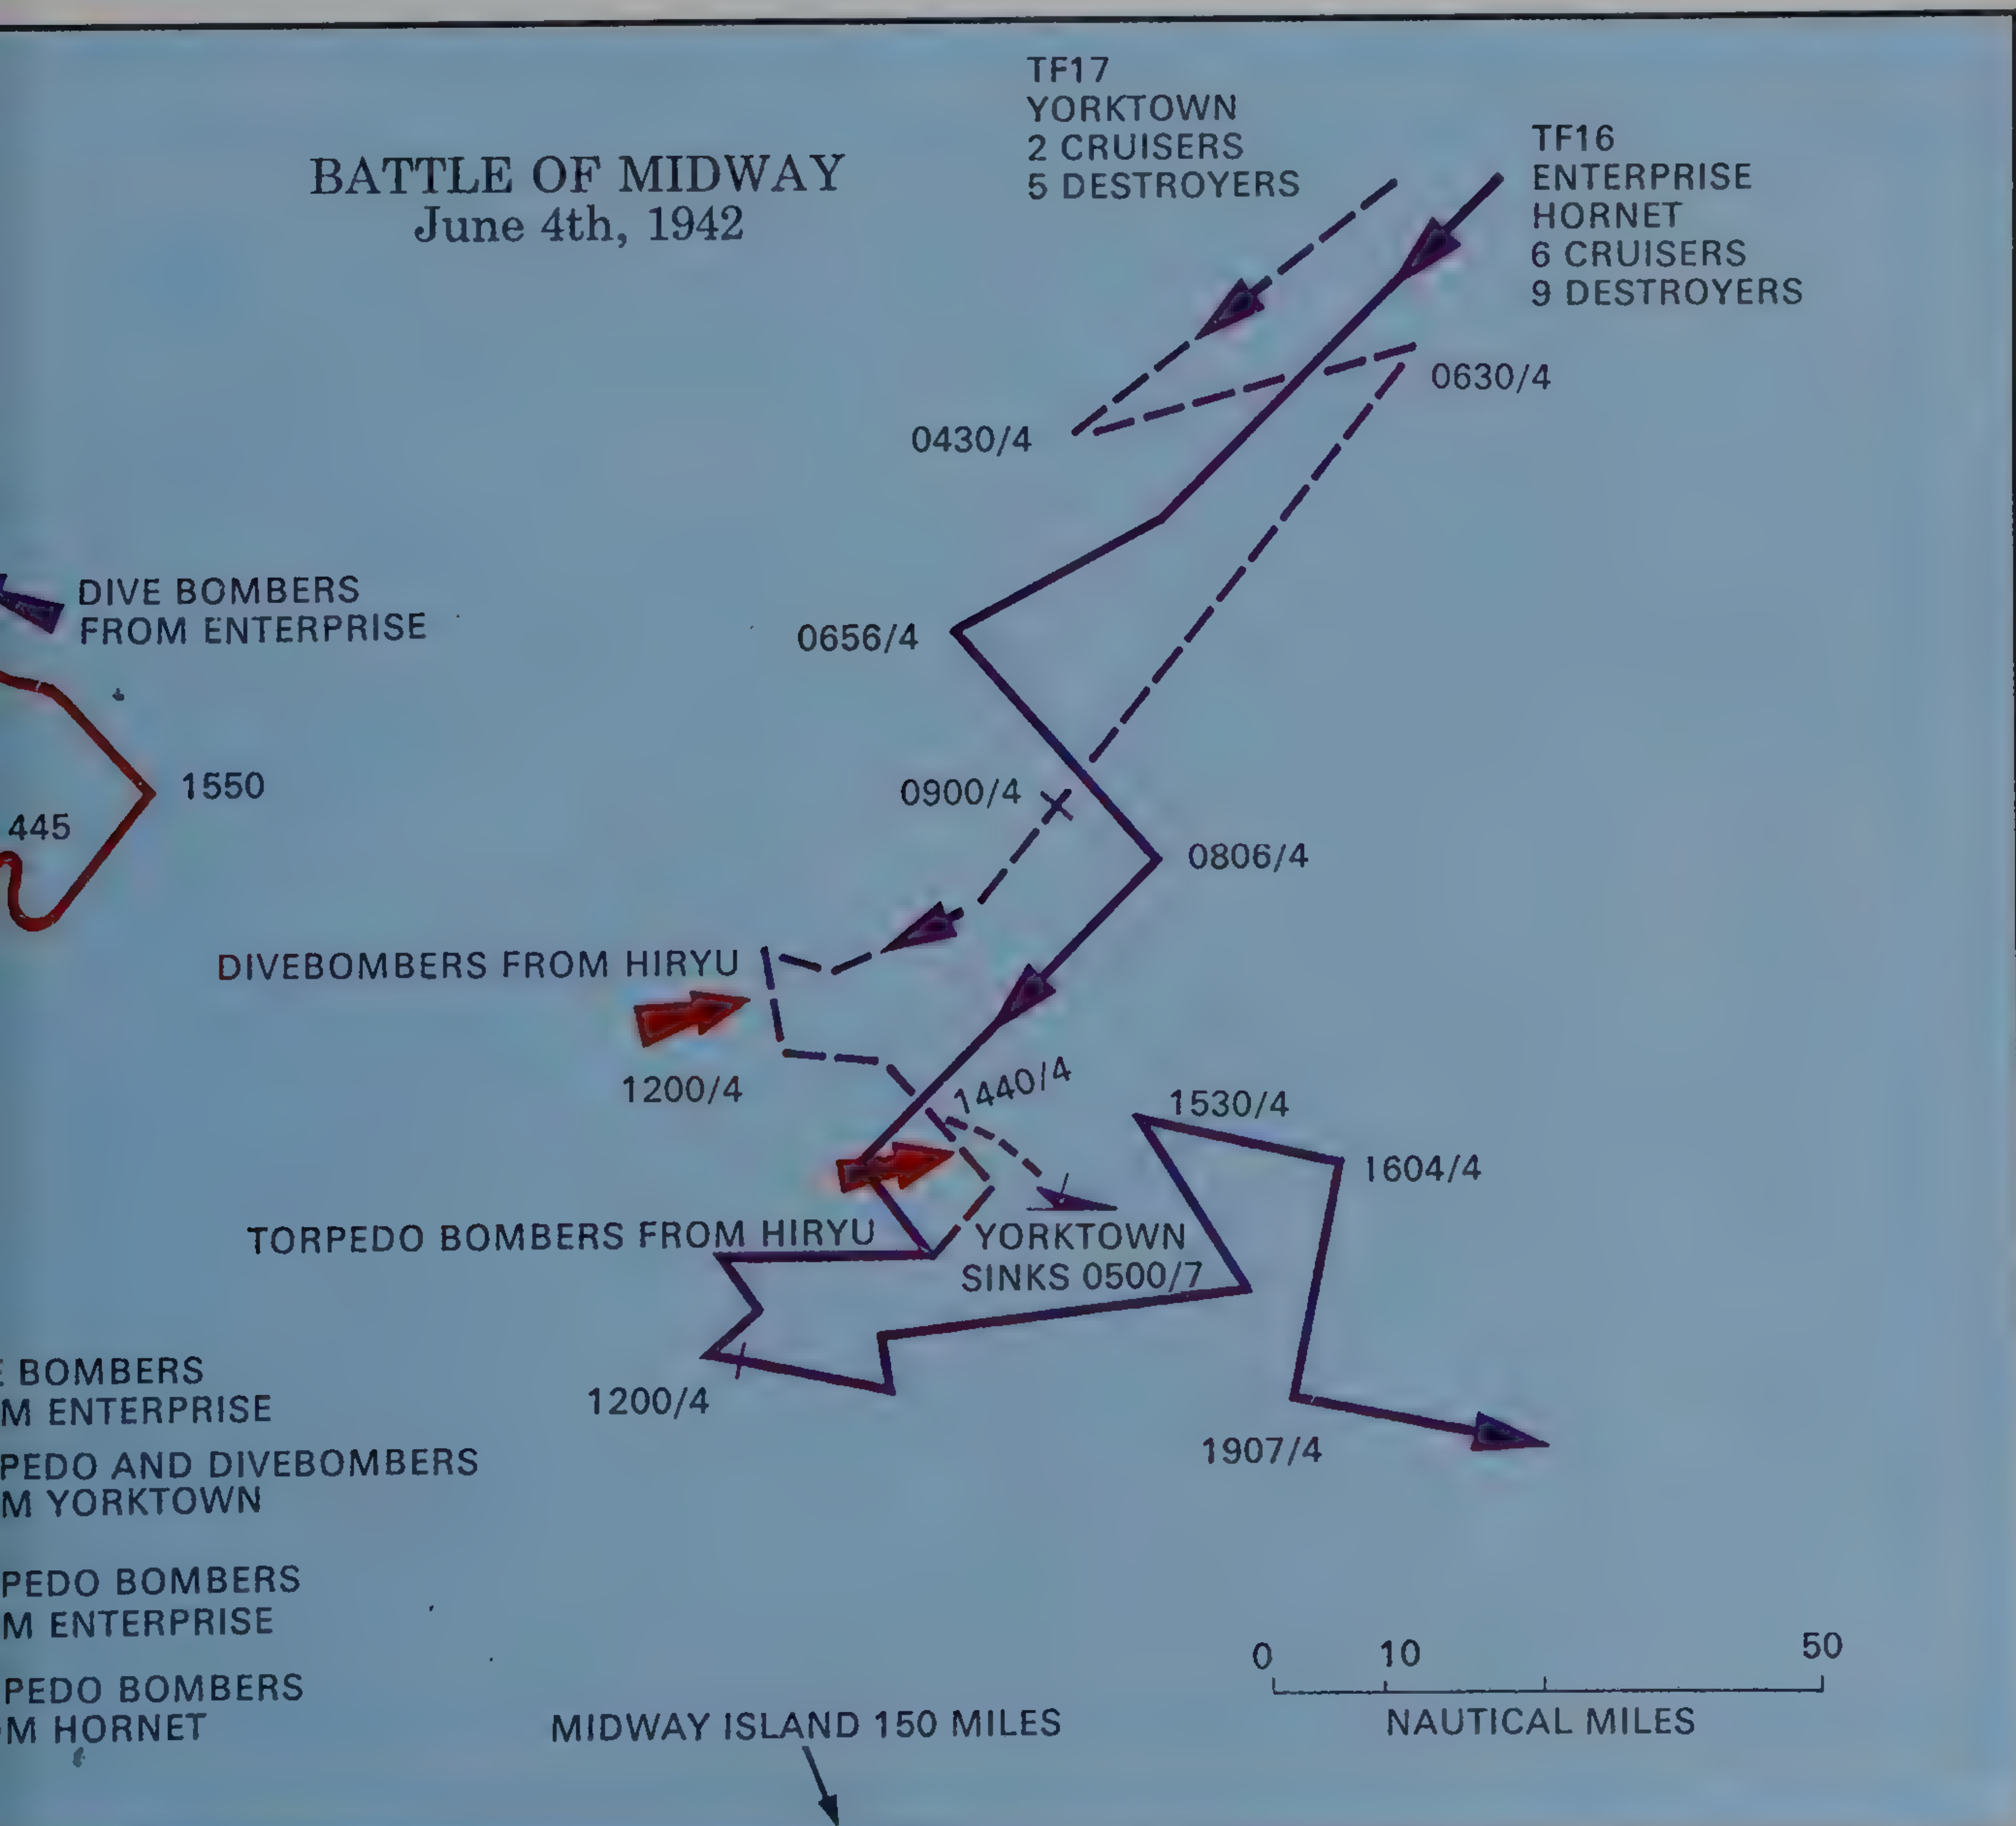 TF17
YORKTOWN
2 CRUISERS
5 DESTROYERS
TF16
ENTERPRISE
HORNET
6 CRUISERS
9 DESTROYERS
BATTLE OF MIDWAY
June 4th, 1942
0630/4
0430/4
DIVE BOMBERS
FROM ENTERPRISE
0656/4
1550
0900/4
445
0806/4
DIVEBOMBERS FROM HIRYU
1200/4
1440/4
1530/4
1604/4
TORPEDO BOMBERS FROM HIRYU
YORKTOWN
SINKS 0500/7
E BOMBERS
M ENTERPRISE
1200/4
1907/4
PEDO AND DIVEBOMBERS
M YORKTOWN
PEDO BOMBERS
M ENTERPRISE
PEDO BOMBERS
M HORNET
0 10 50
NAUTICAL MILES
MIDWAY ISLAND 150 MILES